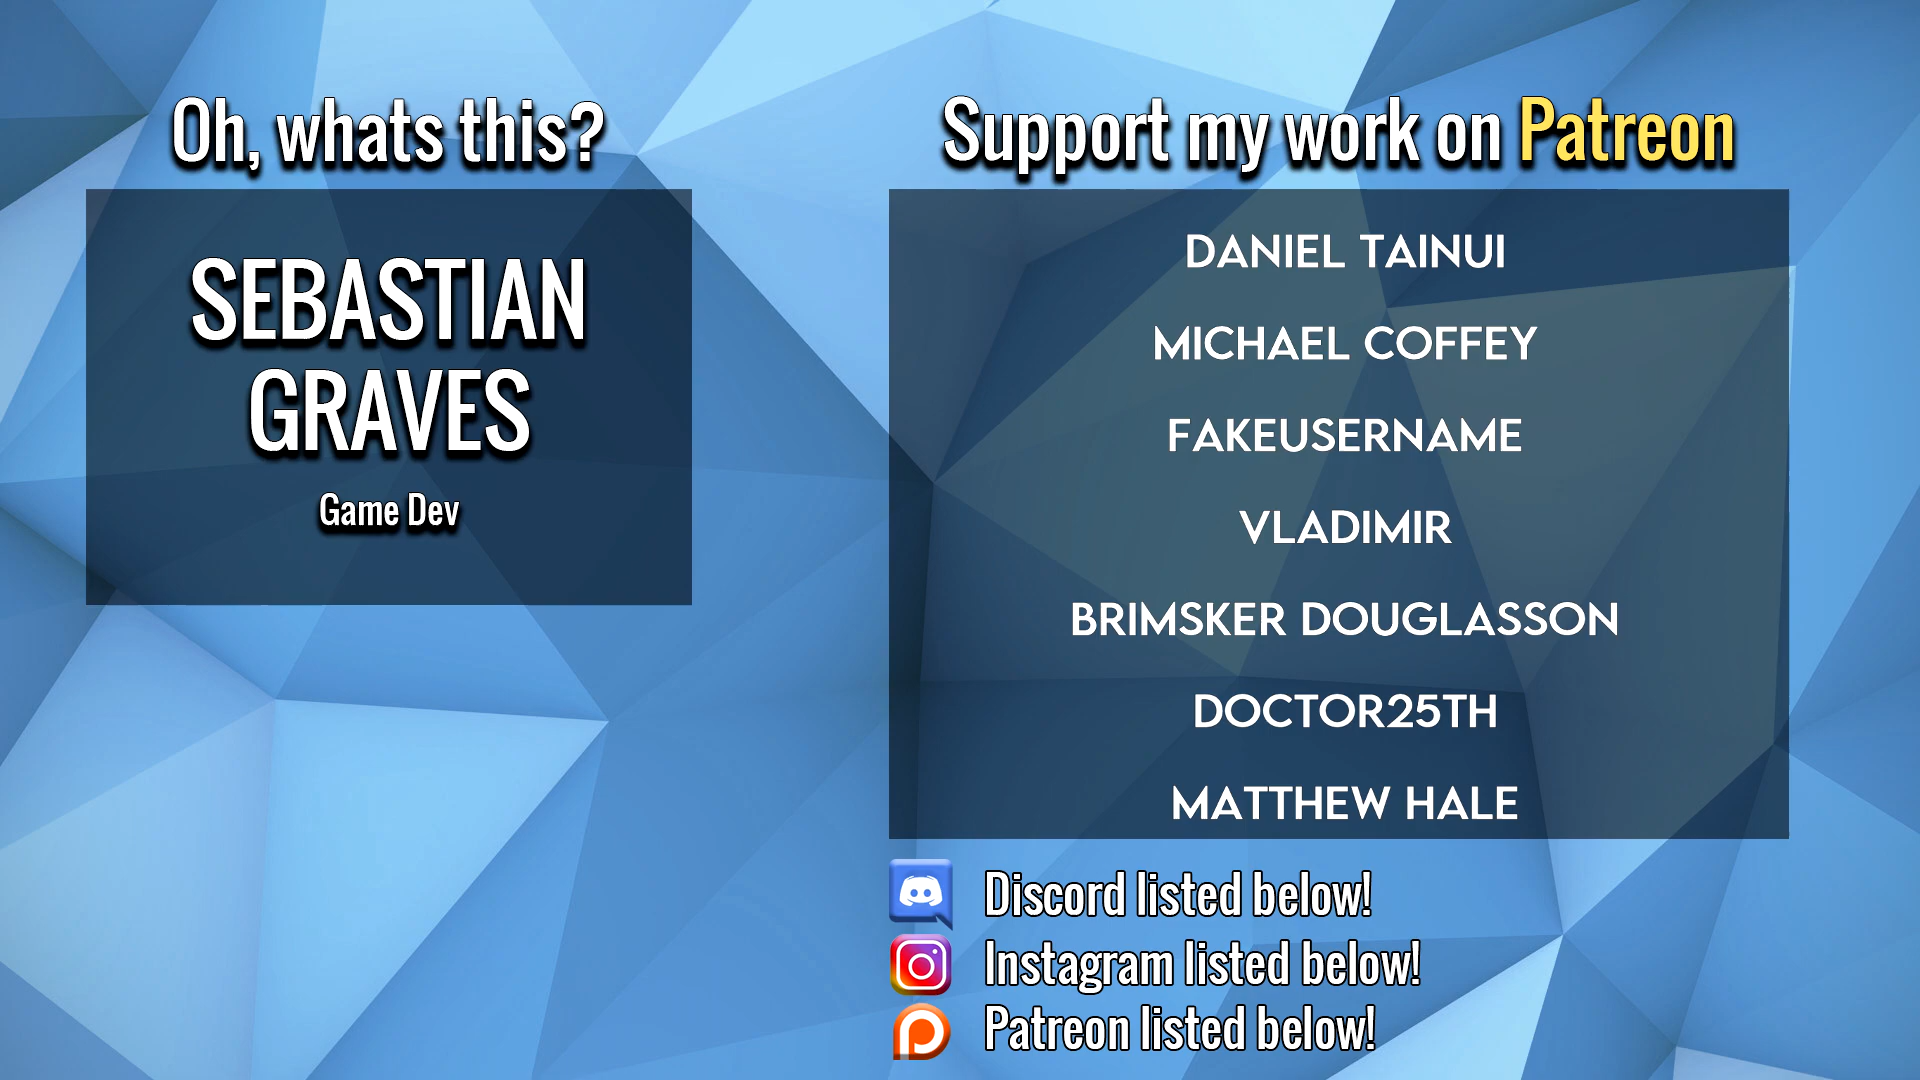 Oh, whats this?
SEBASTIAN
GRAVES
Game Dev
Support my work on Patreon
DANIEL TAINUI
MICHAEL COFFEY
FAKEUSERNAME
VLADIMIR
BRIMSKER DOUGLASSON
DOCTOR25TH
MATTHEW HALE
Discord listed below!
Instagram listed below!
Patreon listed below!